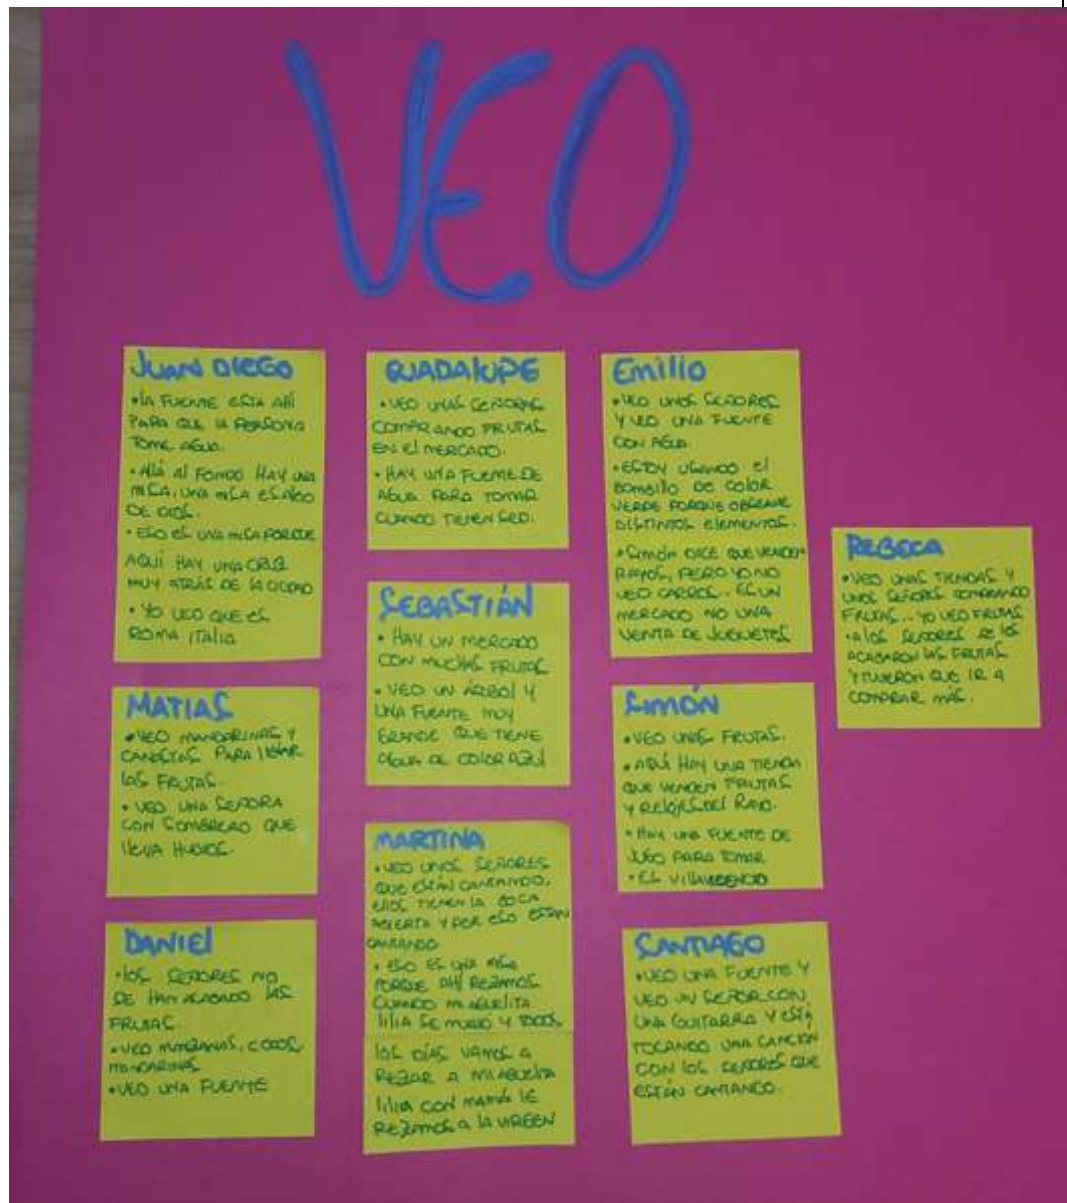 VEO
JUAN DIEGO
• LA FUENTE ESTA AHÍ
PARA QUE LA PERSONA
TOME AGUA.
• ALLÁ AL FONDO HAY UNA
MISA, UNA MISA ES ALGO
DE DIOS.
• ESO ES UNA MISA PORQUE
AQUÍ HAY UNA CRUZ
MUY ATRÁS DE LA CIUDAD
• YO VEO QUE ES
ROMA ITALIA
MATIAS
• VEO MANDARINAS Y
CANASTAS PARA LLEVAR
LAS FRUTAS.
• VEO UNA SEÑORA
CON SOMBRERO QUE
LLEVA HUEVOS.
DANIEL
• LOS SEÑORES NO
SE HAN ACABADO LAS
FRUTAS.
• VEO MANZANAS, COCOS,
MANDARINAS
• VEO UNA FUENTE
GUADALUPE
• VEO UNAS SEÑORAS
COMPRANDO FRUTAS
EN EL MERCADO.
• HAY UNA FUENTE DE
AGUA PARA TOMAR
CUANDO TIENEN SED.
SEBASTIÁN
• HAY UN MERCADO
CON MUCHAS FRUTAS
• VEO UN ÁRBOL Y
UNA FUENTE MUY
GRANDE QUE TIENE
AGUA DE COLOR AZUL
MARTINA
• VEO UNOS SEÑORES
QUE ESTÁN CANTANDO,
ELLOS TIENEN LA BOCA
ABIERTA Y POR ESO ESTÁN
CANTANDO
• ESO ES UNA MISA
PORQUE AHÍ REZAMOS
CUANDO MI ABUELITA
LILIA SE MURIO Y TODOS
LOS DÍAS VAMOS A
REZAR A MI ABUELITA
LILIA CON MAMÁ LE
REZAMOS A LA VIRGEN
Emilio
• VEO UNOS SEÑORES
Y VEO UNA FUENTE
CON AGUA
• ESTOY USANDO EL
BOMBILLO DE COLOR
VERDE PORQUE OBSERVE
DISTINTOS ELEMENTOS.
• SIMÓN DICE QUE VENDEN
RAYOS, PERO YO NO
VEO CARROS.. ES UN
MERCADO NO UNA
VENTA DE JUGUETES
SIMÓN
• VEO UNAS FRUTAS.
• AQUÍ HAY UNA TIENDA
QUE VENDEN FRUTAS
Y RELOJES DEL RAYO.
• HAY UNA FUENTE DE
JUGO PARA TOMAR
• ES VILLAVICENCIO
SANTIAGO
• VEO UNA FUENTE Y
VEO UN SEÑOR CON
UNA GUITARRA Y ESTÁ
TOCANDO UNA CANCIÓN
CON LOS SEÑORES QUE
ESTÁN CANTANDO.
REBECA
• VEO UNAS TIENDAS Y
UNOS SEÑORES COMPRANDO
FRUTAS... YO VEO FRUTAS
• A LOS SEÑORES SE LOS
ACABARON LAS FRUTAS
Y TUVIERON QUE IR A
COMPRAR MÁS.